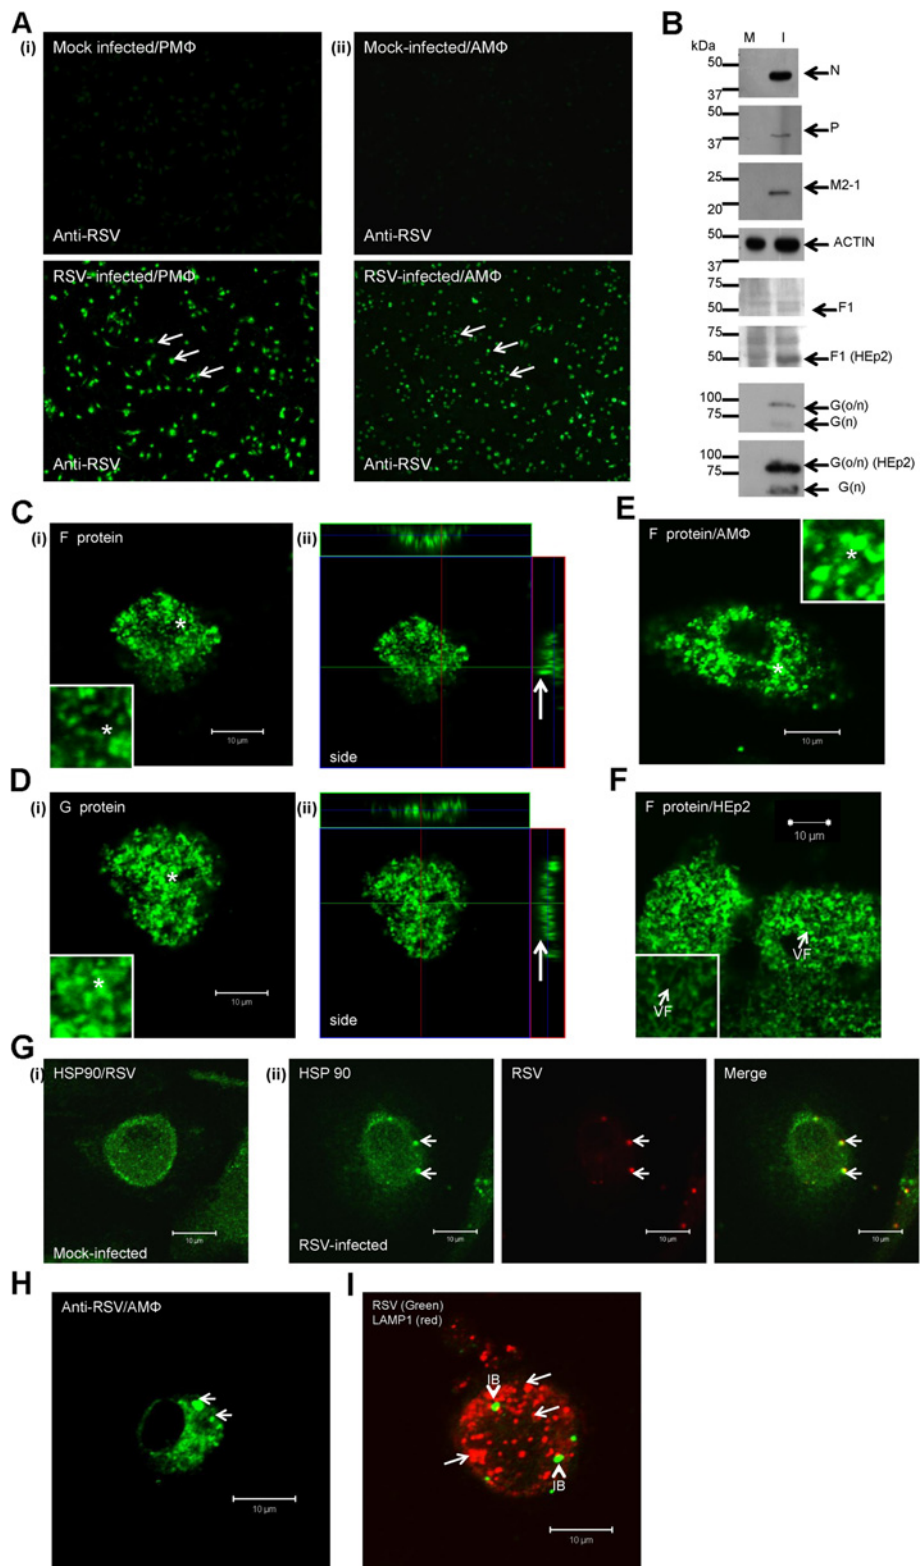 A
(i)
Mock infected/PMΦ
Anti-RSV
(ii)
Mock-infected/AMΦ
Anti-RSV
RSV- infected/PMΦ
Anti-RSV
RSV-infected/AMΦ
Anti-RSV
B
kDa
M I
50
37
N
50
37
P
25
20
M2-1
50
37
ACTIN
75
50
F1
75
50
F1 (HEp2)
100
75
G(o/n)
G(n)
100
75
G(o/n) (HEp2)
G(n)
C
(i)
F protein
*
*
10 μm
(ii)
side
D
(i)
G protein
*
*
10 μm
(ii)
side
E
F protein/AMΦ
*
*
10 μm
F
F protein/HEp2
10 μm
VF
VF
G
(i)
HSP90/RSV
10 μm
Mock-infected
(ii)
HSP 90
10 μm
RSV-infected
RSV
10 μm
Merge
10 μm
H
Anti-RSV/AMΦ
10 μm
I
RSV (Green)
LAMP1 (red)
IB
IB
10 μm